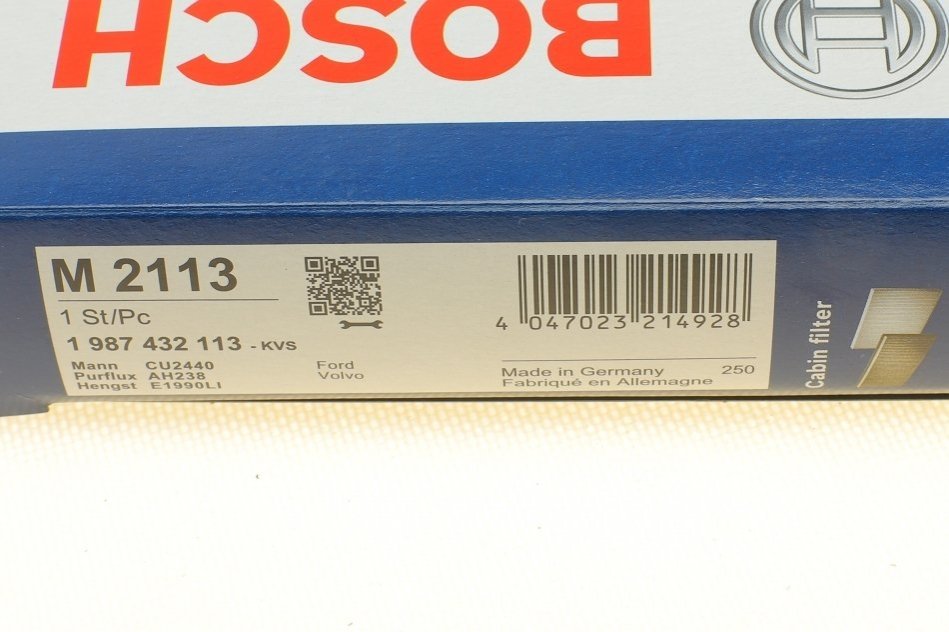 BOSCH
M 2113
1 St/Pc
1 987 432 113 - KVS
Mann CU2440
Purflux AH238
Hengst E1990LI
Ford
Volvo
4 047023 214928
Made in Germany 250
Fabriqué en Allemagne
Cabin filter